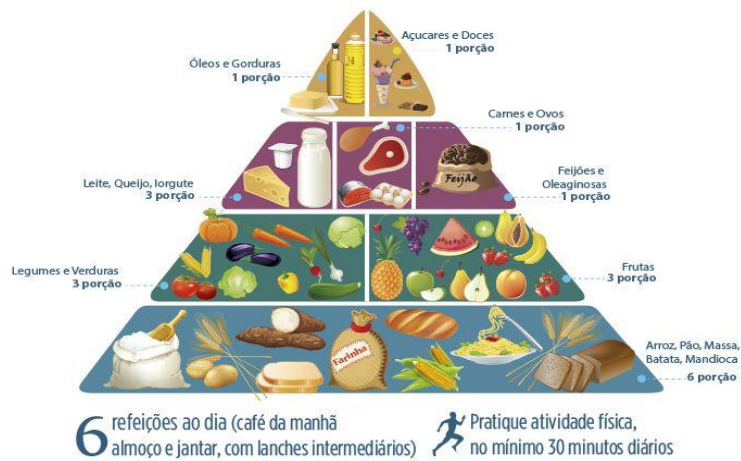 Açucares e Doces
1 porção
Óleos e Gorduras
1 porção
Carnes e Ovos
1 porção
Leite, Queijo, Iorgute
3 porção
Feijão
Feijões e
Oleaginosas
1 porção
Legumes e Verduras
3 porção
Frutas
3 porção
Farinha
Arroz, Pão, Massa,
Batata, Mandioca
6 porção
6 refeições ao dia (café da manhã
almoço e jantar, com lanches intermediários)
Pratique atividade física,
no mínimo 30 minutos diários